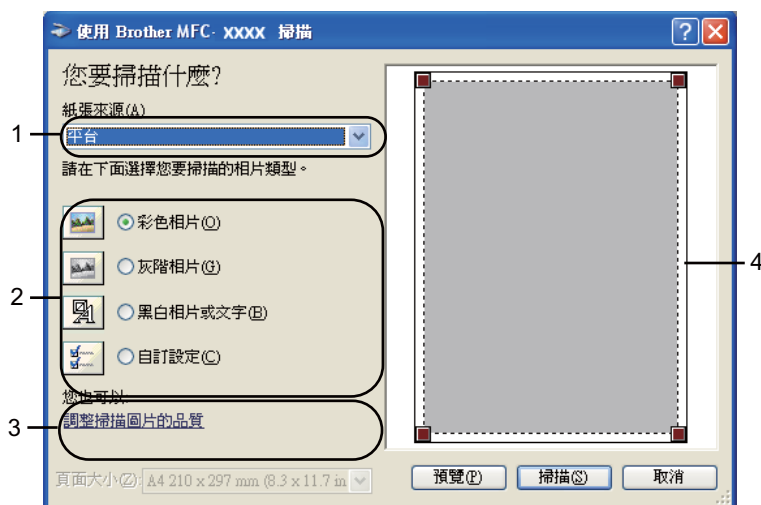 使用 Brother MFC- XXXX 掃描
您要掃描什麼?
紙張來源(A)
1
平台
請在下面選擇您要掃描的相片類型。
彩色相片(O)
灰階相片(G)
2
黑白相片或文字(B)
自訂設定(C)
您也可以:
3
調整掃描圖片的品質
4
頁面大小(Z): A4 210 x 297 mm (8.3 x 11.7 in
預覽(P) 掃描(S) 取消